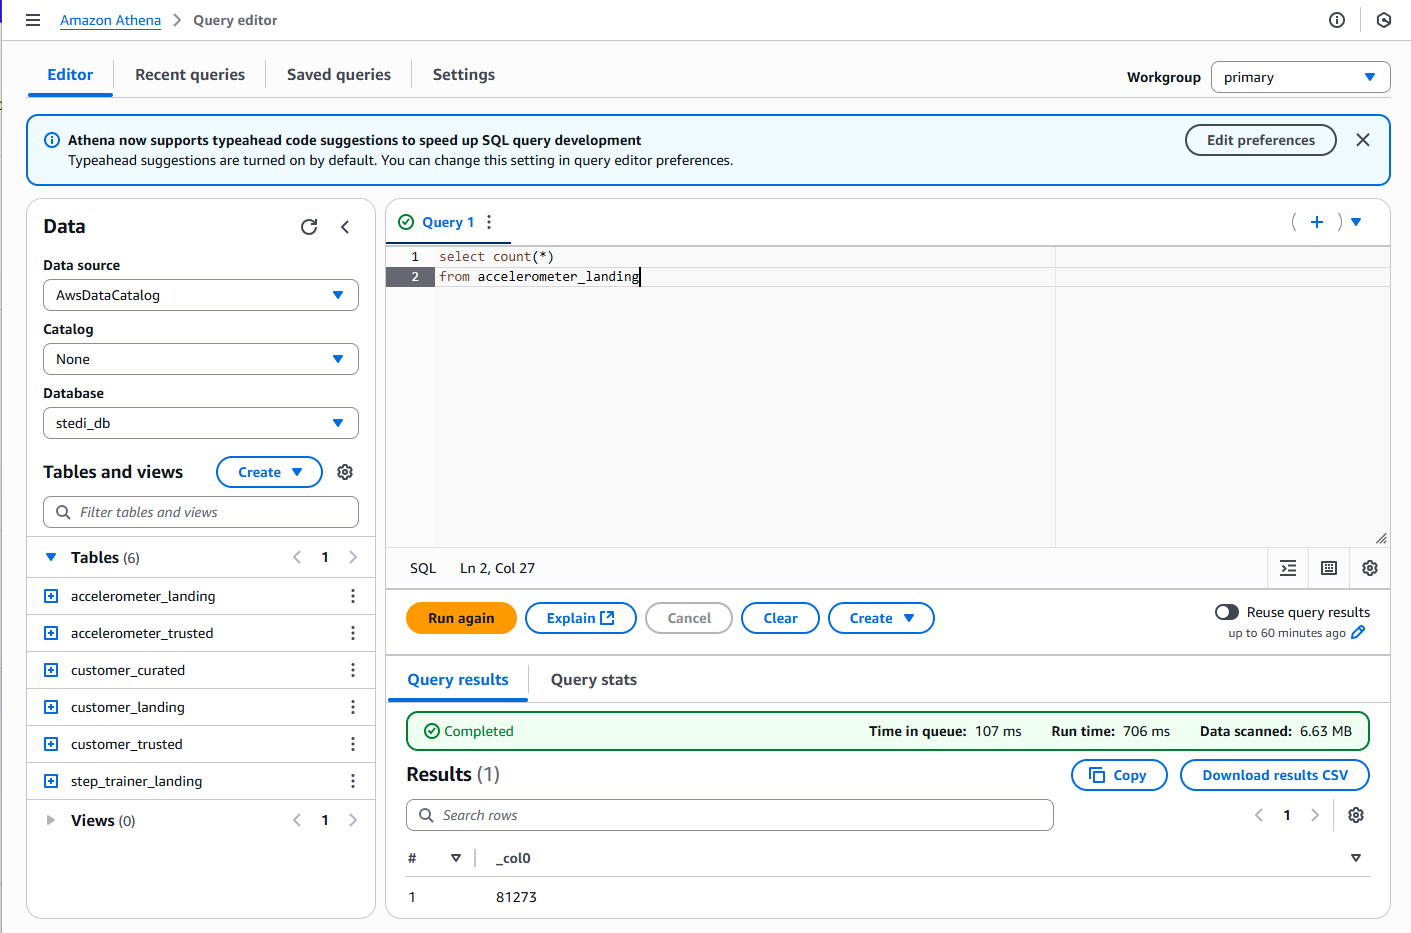 Amazon Athena > Query editor
Editor Recent queries Saved queries Settings
Workgroup primary
Athena now supports typeahead code suggestions to speed up SQL query development
Typeahead suggestions are turned on by default. You can change this setting in query editor preferences.
Edit preferences
Data
Data source
AwsDataCatalog
Catalog
None
Database
stedi_db
Tables and views Create
Filter tables and views
Tables (6) 1
accelerometer_landing
accelerometer_trusted
customer_curated
customer_landing
customer_trusted
step_trainer_landing
Views (0) 1
Query 1
1 select count(*)
2 from accelerometer_landing
SQL Ln 2, Col 27
Run again Explain Cancel Clear Create
Reuse query results
up to 60 minutes ago
Query results Query stats
Completed Time in queue: 107 ms Run time: 706 ms Data scanned: 6.63 MB
Results (1) Copy Download results CSV
Search rows 1
# _col0
1 81273